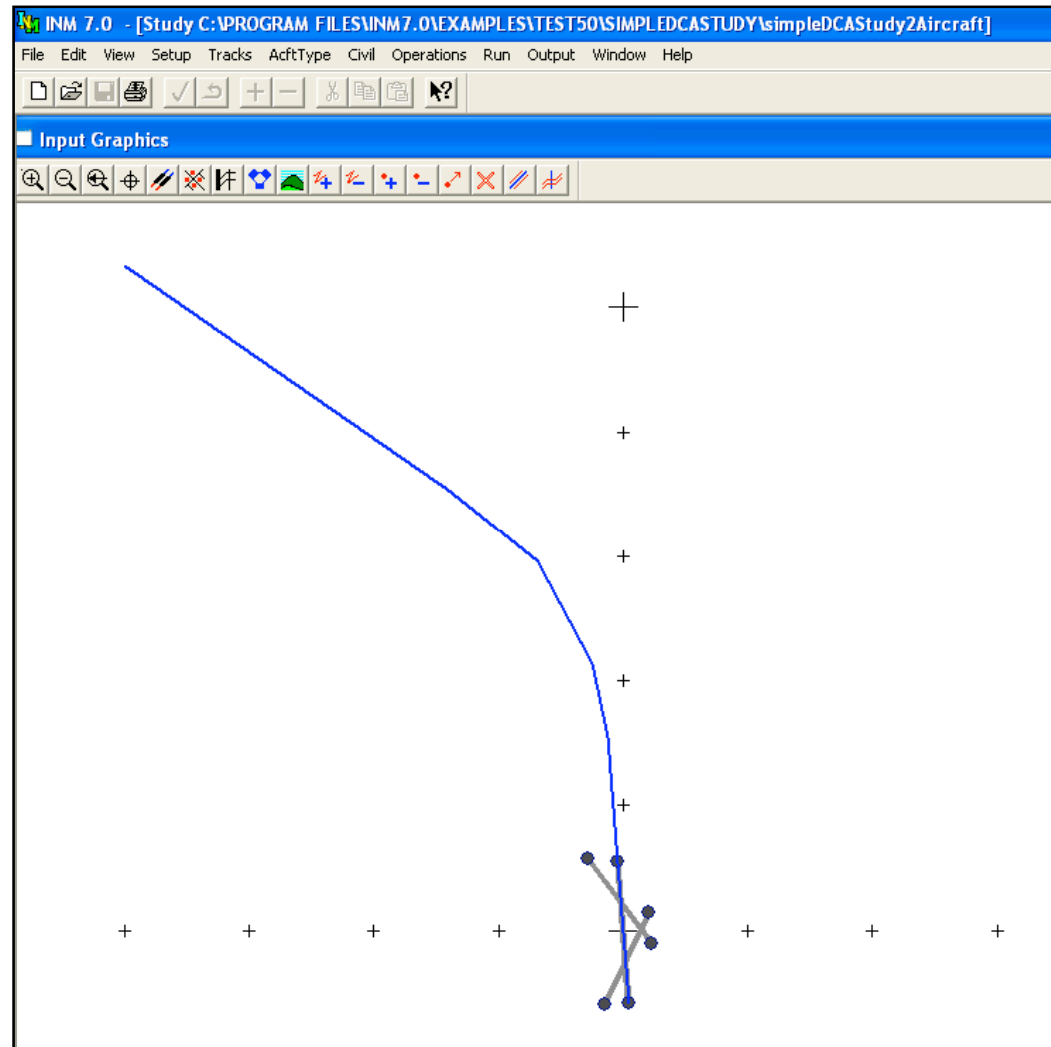 INM 7.0 - [Study C:\PROGRAM FILES\INM7.0\EXAMPLES\TEST50\SIMPLEDCASTUDY\simpleDCAStudy2Aircraft]
File Edit View Setup Tracks AcftType Civil Operations Run Output Window Help
Input Graphics